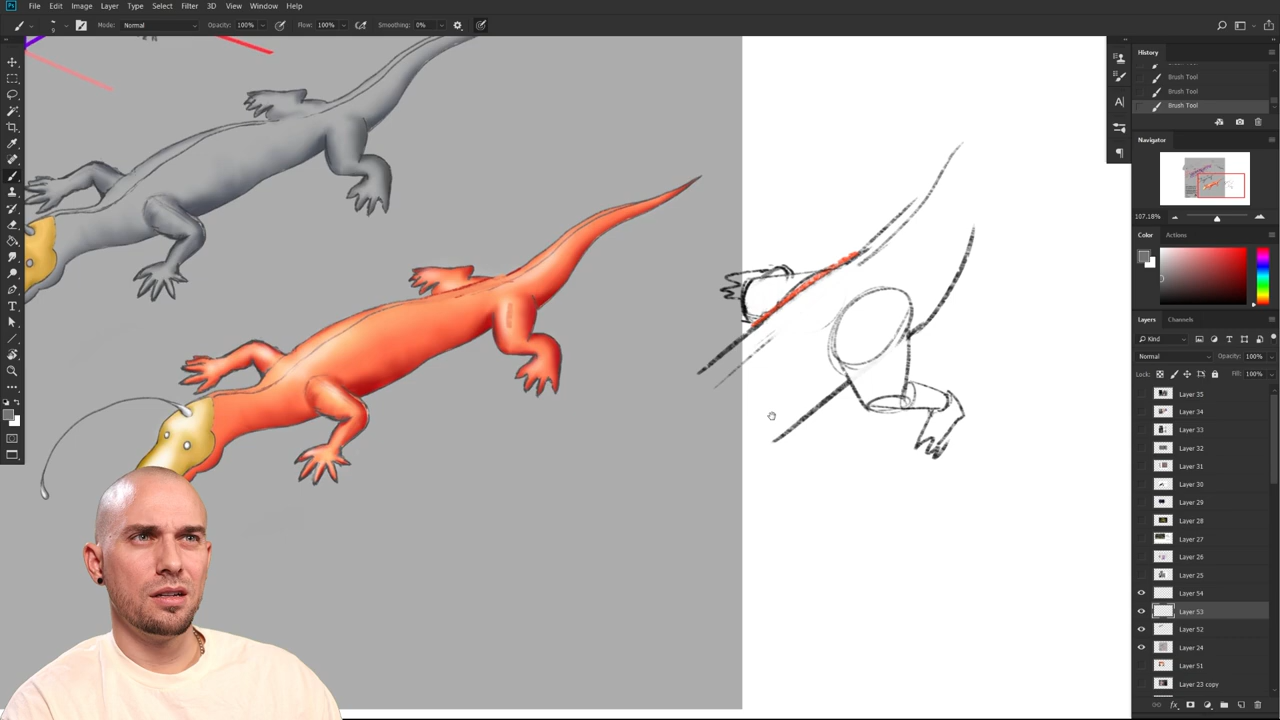 Ps File Edit Image Layer Type Select Filter 3D View Window Help
9 Mode: Normal Opacity: 100% Flow: 100% Smoothing: 0%
History
Brush Tool
Brush Tool
Brush Tool
Navigator
107.18%
Color Actions
Layers Channels
Kind
Normal Opacity: 100%
Lock: Fill: 100%
Layer 35
Layer 34
Layer 33
Layer 32
Layer 31
Layer 30
Layer 29
Layer 28
Layer 27
Layer 26
Layer 25
Layer 54
Layer 53
Layer 52
Layer 24
Layer 51
Layer 23 copy